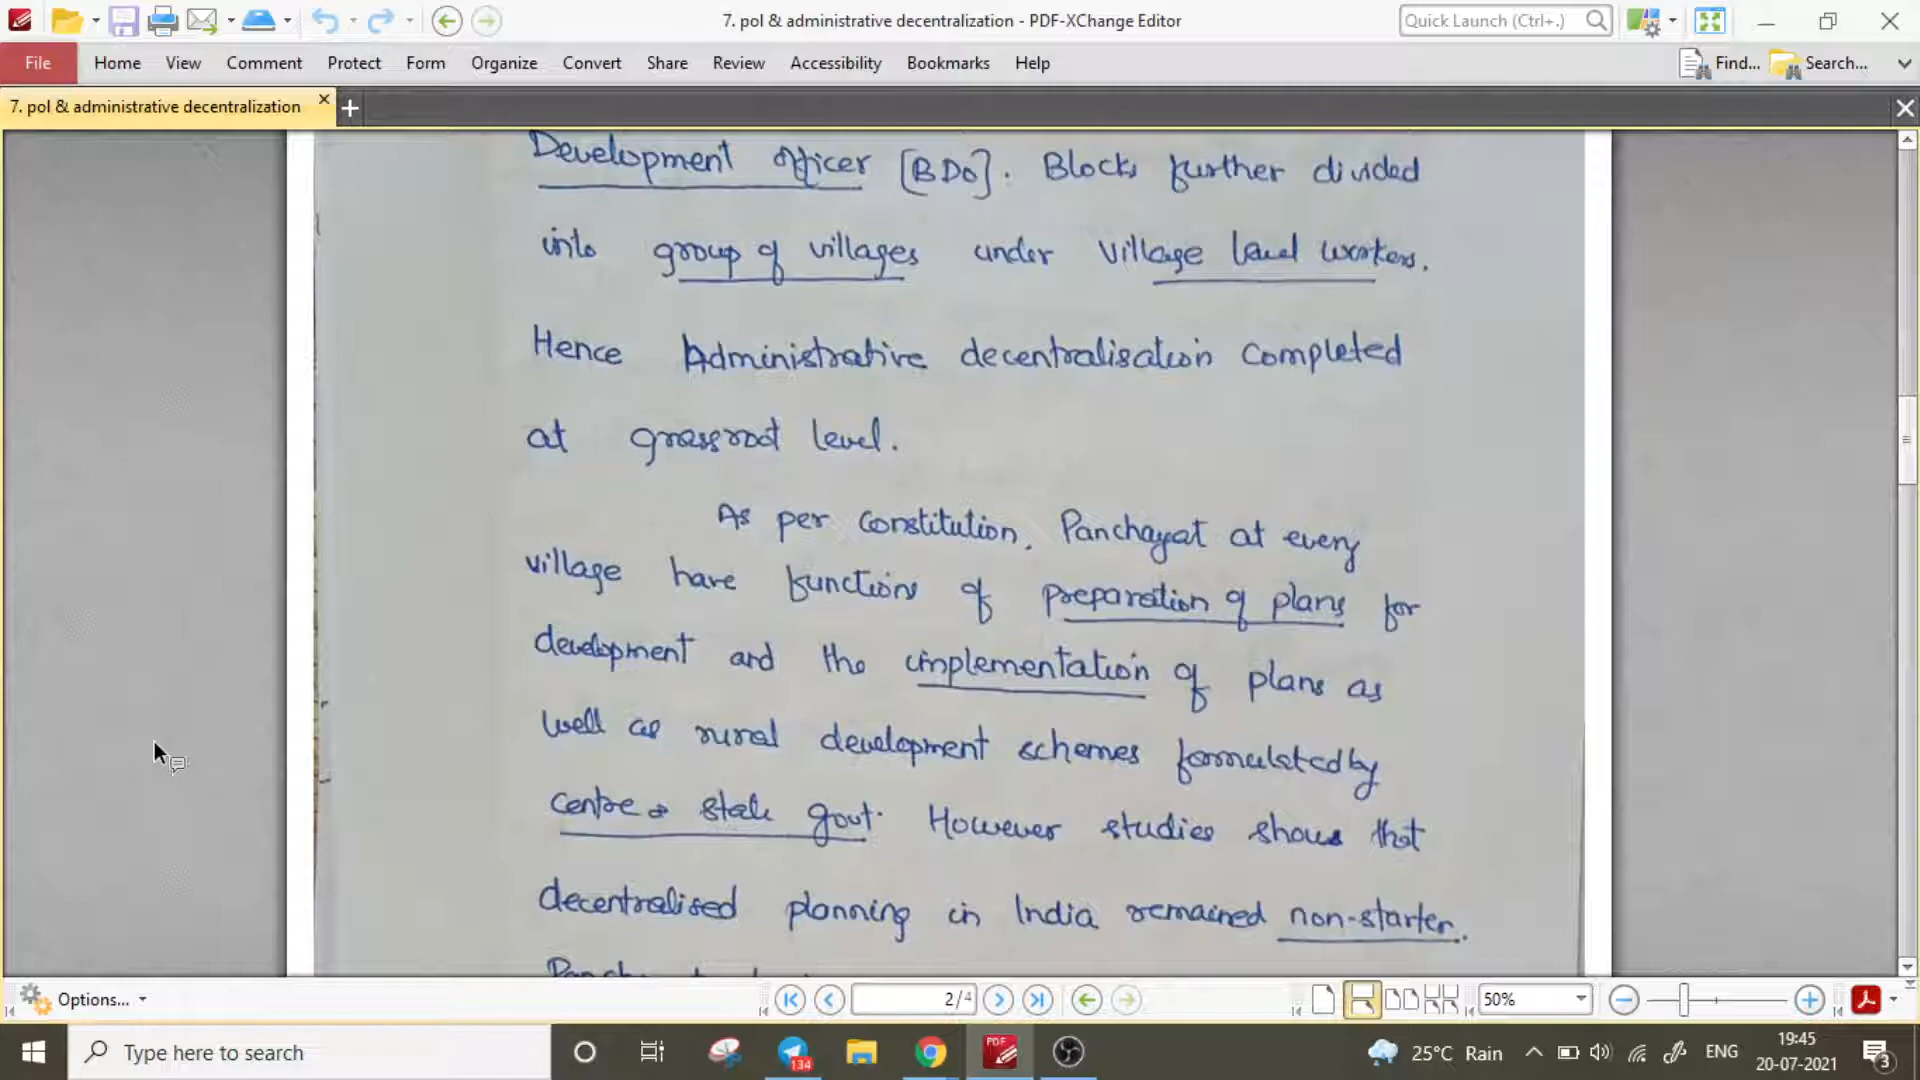 7. pol & administrative decentralization - PDF-XChange Editor
Quick Launch (Ctrl+.)
File Home View Comment Protect Form Organize Convert Share Review Accessibility Bookmarks Help
Find... Search...
7. pol & administrative decentralization
Development officer [BDO]. Blocks further divided
into group of villages under village level workers.
Hence Administrative decentralisation completed
at grassroot level.
As per constitution, Panchayat at every
village have functions of preparation of plans for
development and the implementation of plans as
well as rural development schemes formulated by
centre & state govt. However studies shows that
decentralised planning in India remained non-starter.
Options...
2/4
50%
Type here to search
134
PDF
25°C Rain
ENG
19:45
20-07-2021
3